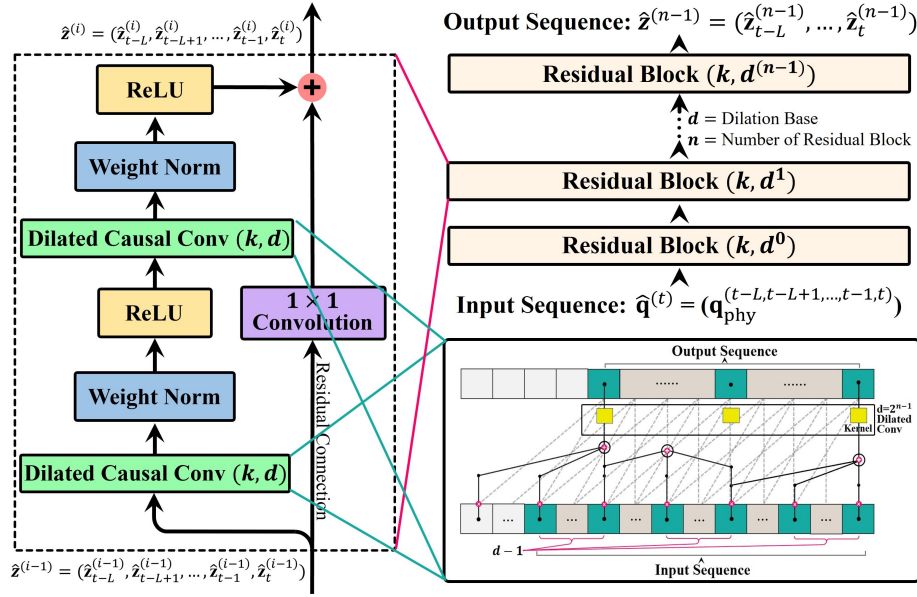 ẑ^(i) = (ẑ_{t-L}^(i), ẑ_{t-L+1}^(i), ..., ẑ_{t-1}^(i), ẑ_t^(i))
ReLU
+
Weight Norm
Dilated Causal Conv (k, d)
ReLU
1 × 1
Convolution
Weight Norm
Residual Connection
Dilated Causal Conv (k, d)
ẑ^(i-1) = (ẑ_{t-L}^(i-1), ẑ_{t-L+1}^(i-1), ..., ẑ_{t-1}^(i-1), ẑ_t^(i-1))
Output Sequence: ẑ^(n-1) = (ẑ_{t-L}^(n-1), ..., ẑ_t^(n-1))
Residual Block (k, d^(n-1))
d = Dilation Base
n = Number of Residual Block
Residual Block (k, d^1)
Residual Block (k, d^0)
Input Sequence: q̂^(t) = (q_phy^(t-L,t-L+1,...,t-1,t))
Output Sequence
... ...... ... ...... ...
d=2^{n-1}
Dilated
Conv
Kernel
... ... ... ... ... ...
d − 1
Input Sequence